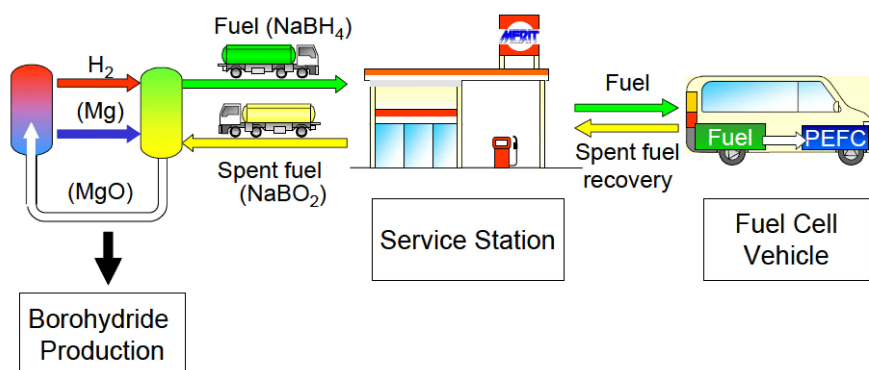 Fuel (NaBH₄)
H₂
(Mg)
(MgO)
Spent fuel
(NaBO₂)
Borohydride
Production
MERIT
Service Station
Fuel
Spent fuel
recovery
Fuel
PEFC
Fuel Cell
Vehicle